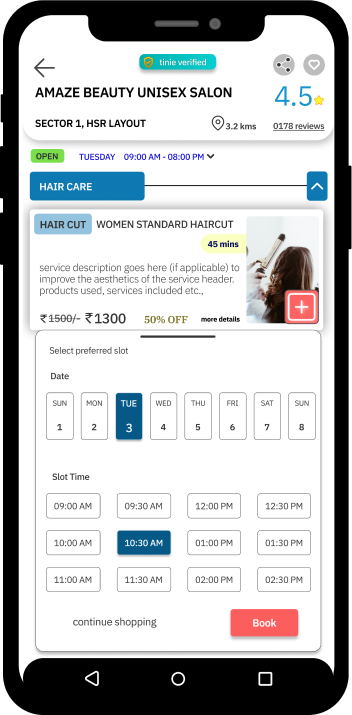 tinie verified
AMAZE BEAUTY UNISEX SALON
4.5
SECTOR 1, HSR LAYOUT
3.2 kms
0178 reviews
OPEN
TUESDAY 09:00 AM - 08:00 PM
HAIR CARE
HAIR CUT WOMEN STANDARD HAIRCUT
45 mins
service description goes here (if applicable) to
improve the aesthetics of the service header.
products used, services included etc.,
₹1500/- ₹1300 50% OFF more details
Select preferred slot
Date
SUN MON TUE WED THU FRI SAT SUN
1 2 3 4 5 6 7 8
Slot Time
09:00 AM 09:30 AM 12:00 PM 12:30 PM
10:00 AM 10:30 AM 01:00 PM 01:30 PM
11:00 AM 11:30 AM 02:00 PM 02:30 PM
continue shopping Book